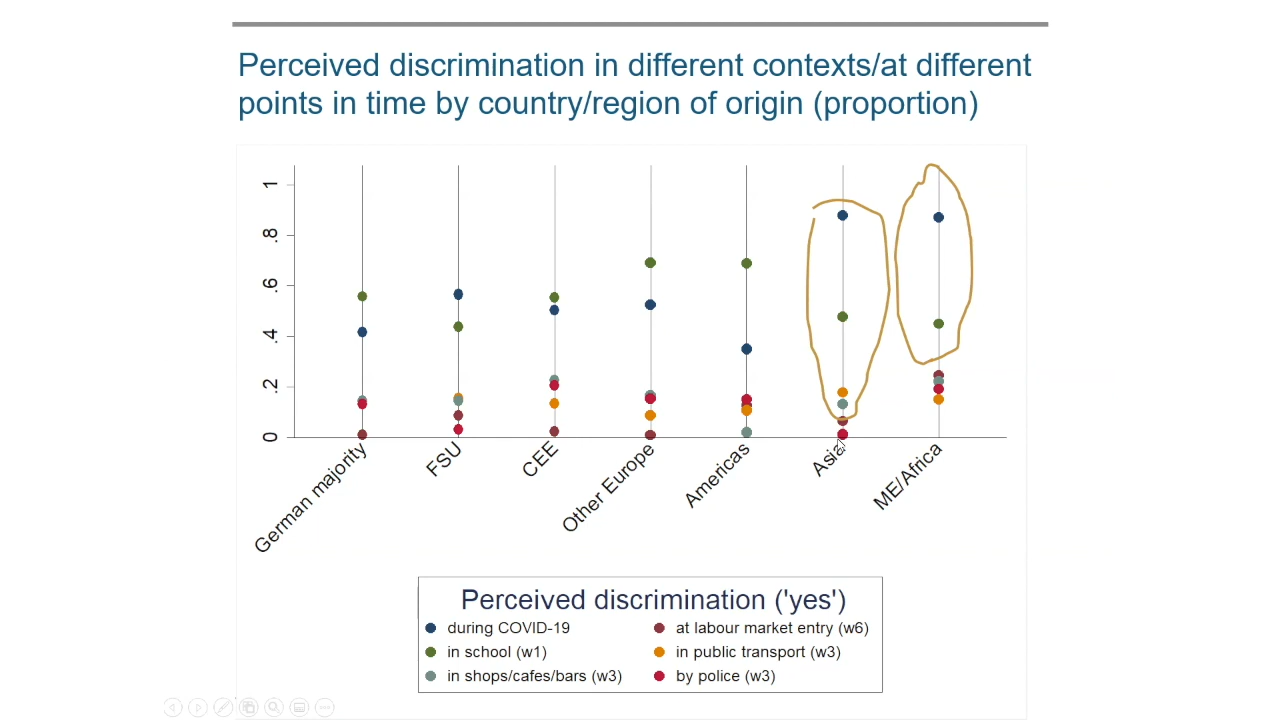 Perceived discrimination in different contexts/at different
points in time by country/region of origin (proportion)
1
.8
.6
.4
.2
0
German majority
FSU
CEE
Other Europe
Americas
Asia
ME/Africa
Perceived discrimination ('yes')
during COVID-19
at labour market entry (w6)
in school (w1)
in public transport (w3)
in shops/cafes/bars (w3)
by police (w3)